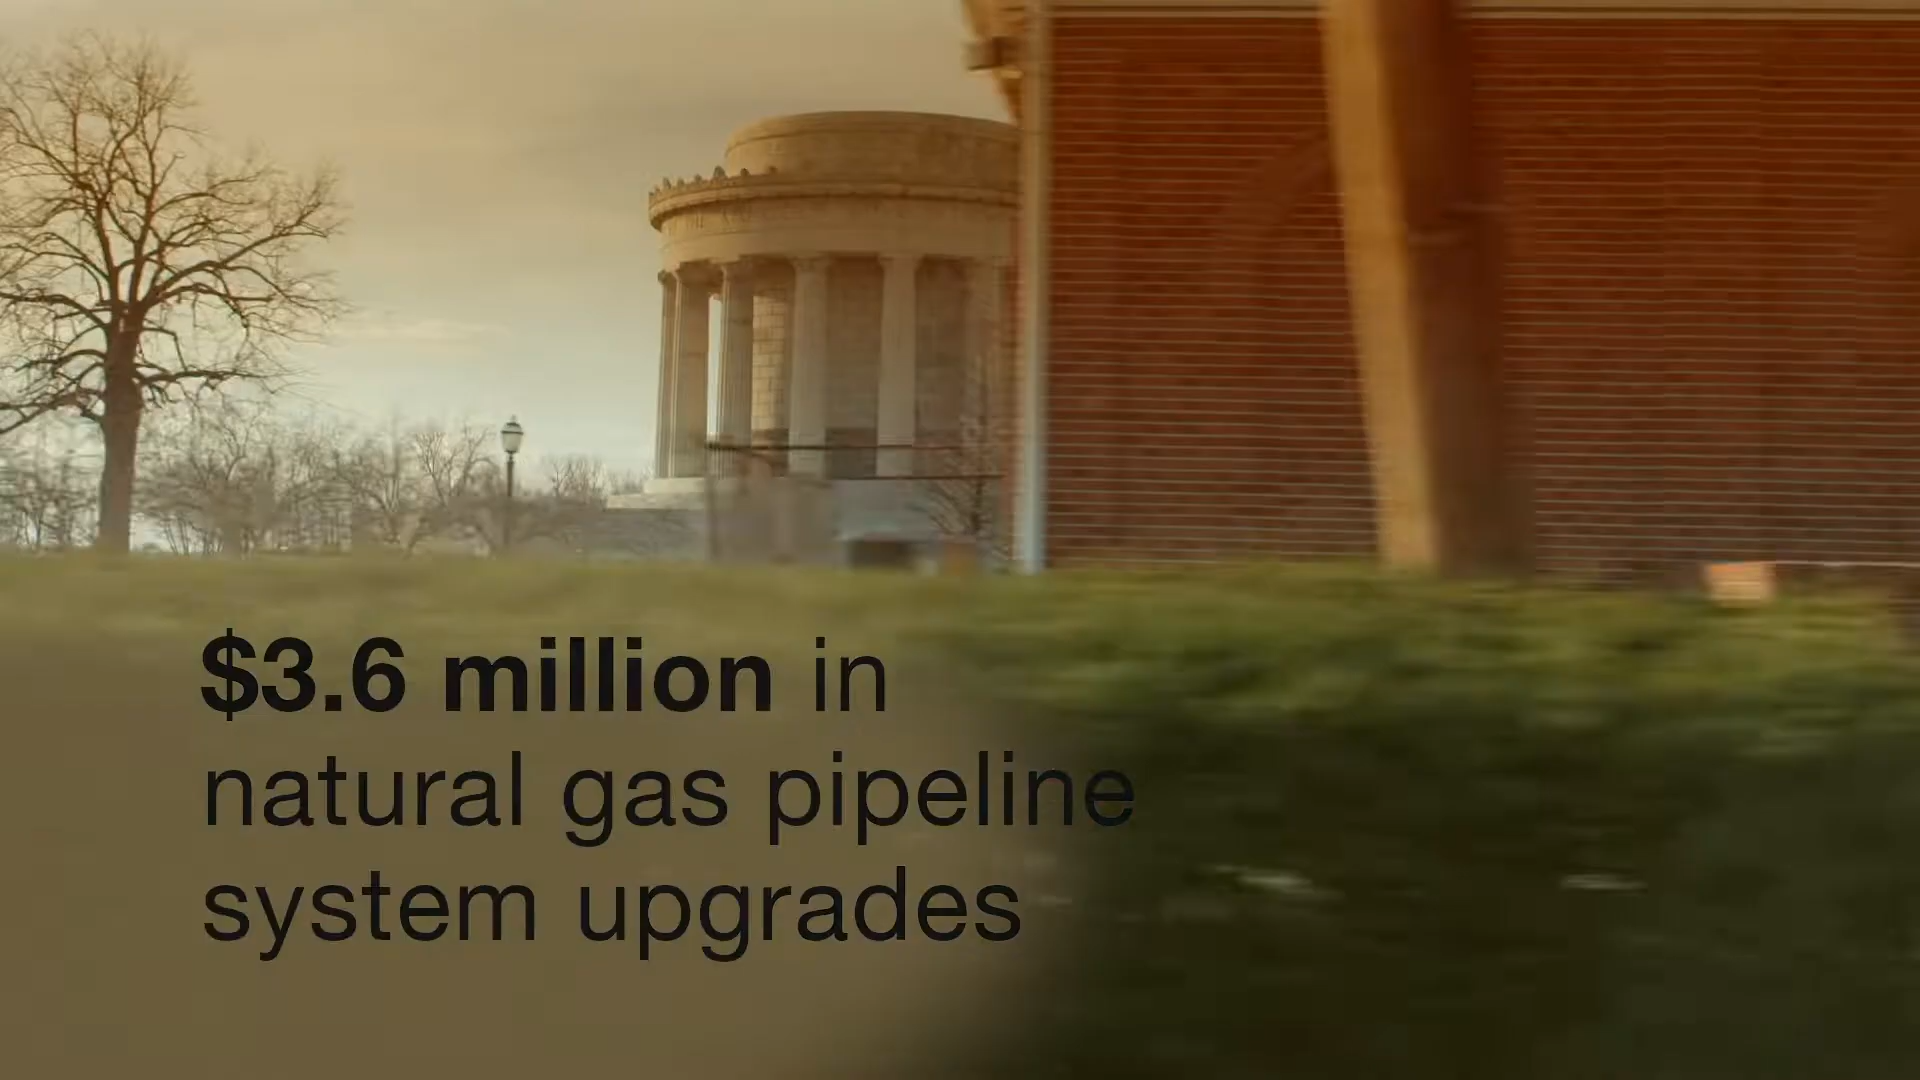 $3.6 million in
natural gas pipeline
system upgrades